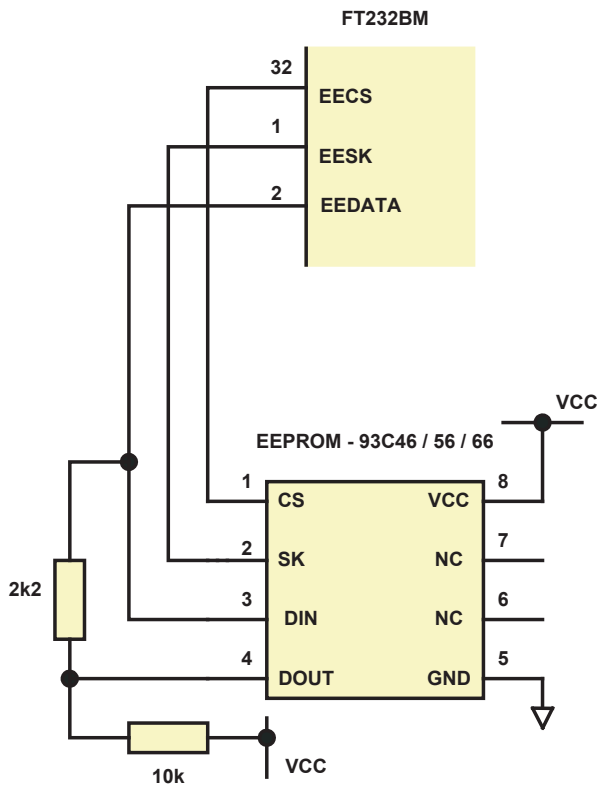 FT232BM
32
EECS
1
EESK
2
EEDATA
VCC
EEPROM - 93C46 / 56 / 66
1
CS
VCC
8
2
SK
NC
7
3
DIN
NC
6
4
DOUT
GND
5
2k2
10k
VCC